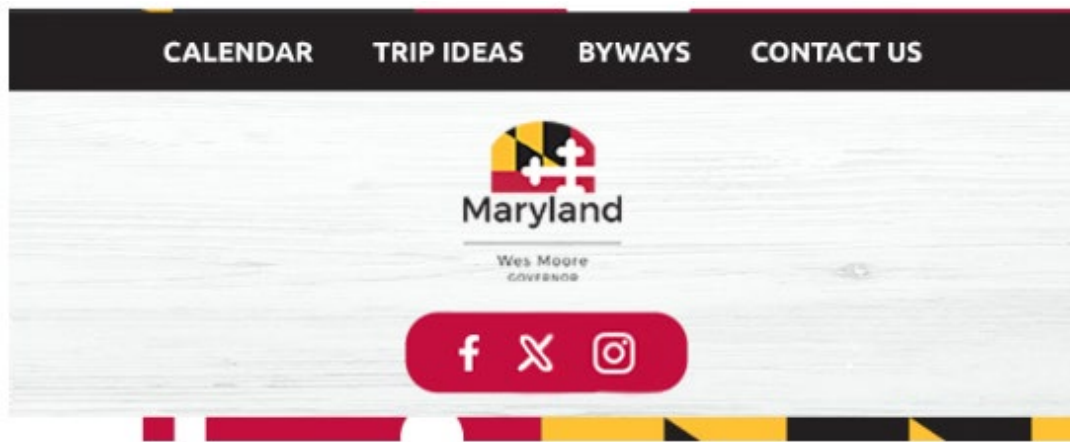 CALENDAR TRIP IDEAS BYWAYS CONTACT US
Maryland
Wes Moore
GOVERNOR